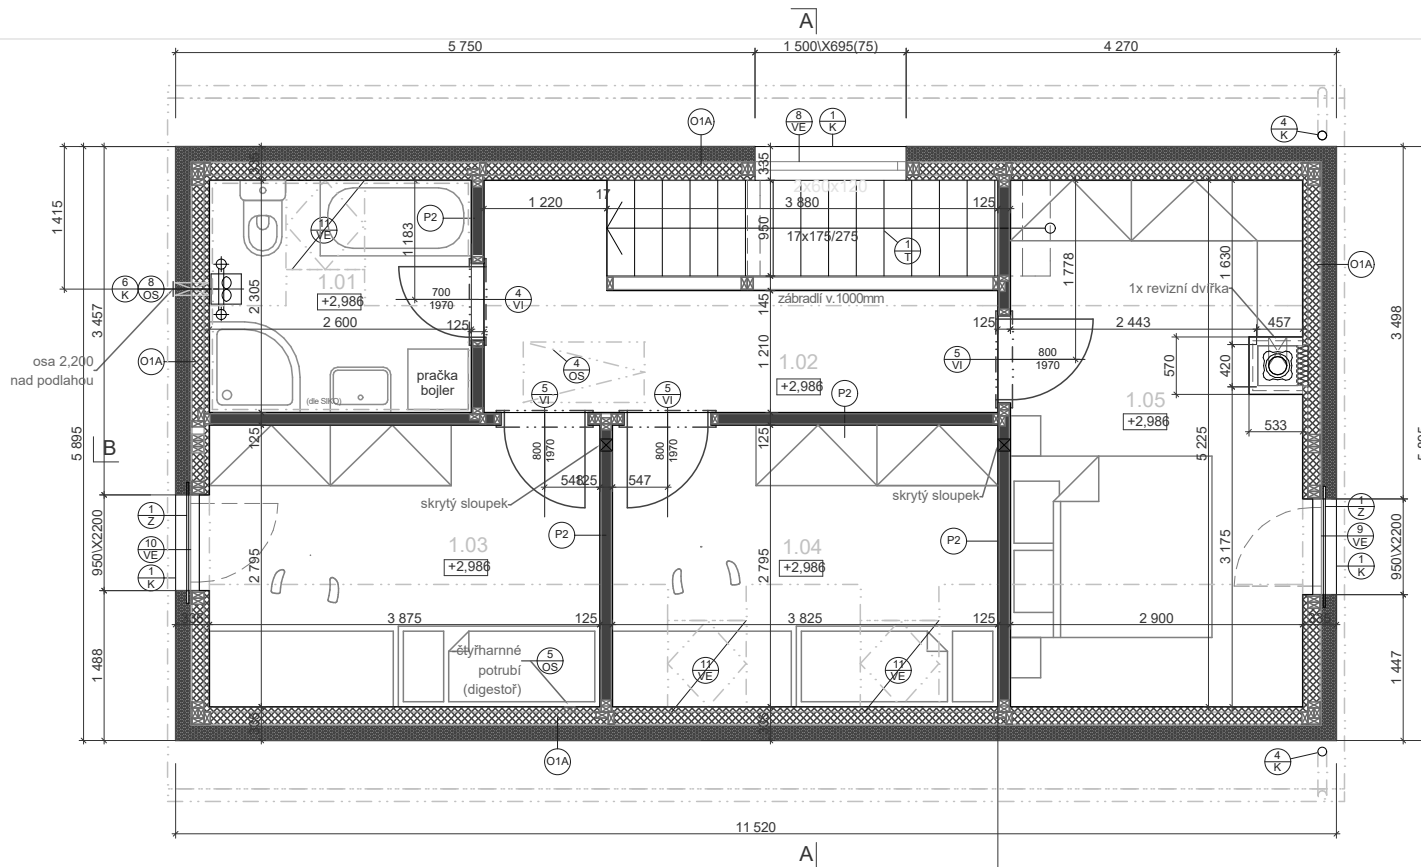 A
5 750
1 500\X695(75)
4 270
O1A
8
VE
1
K
4
K
335
2x60x120
1 415
1 220
17
3 880
125
950
17x175/275
1
T
P2
11
VE
1 183
1.01
+2,986
2 305
2 600
125
700
1970
4
VI
6
K
8
OS
3 457
5 895
osa 2,200
nad podlahou
O1A
pračka
bojler
(dle SIKO)
145
zábradlí v.1000mm
1 210
125
1.02
+2,986
4
OS
5
VI
5
VI
P2
5
VI
800
1970
1 778
1 630
1x revizní dvířka
2 443
457
O1A
3 498
570
420
533
1.05
+2,986
5 225
B
125
800
1970
800
1970
125
125
547
skrytý sloupek
skrytý sloupek
1
Z
10
VE
1
K
950\X2200
1.03
+2,986
2 795
P2
1.04
+2,986
2 795
P2
3 175
1
Z
9
VE
1
K
950\X2200
3 875
125
3 825
125
2 900
1 488
čtyřharnné
potrubí
(digestoř)
5
OS
11
VE
11
VE
1 447
335
335
O1A
4
K
11 520
A